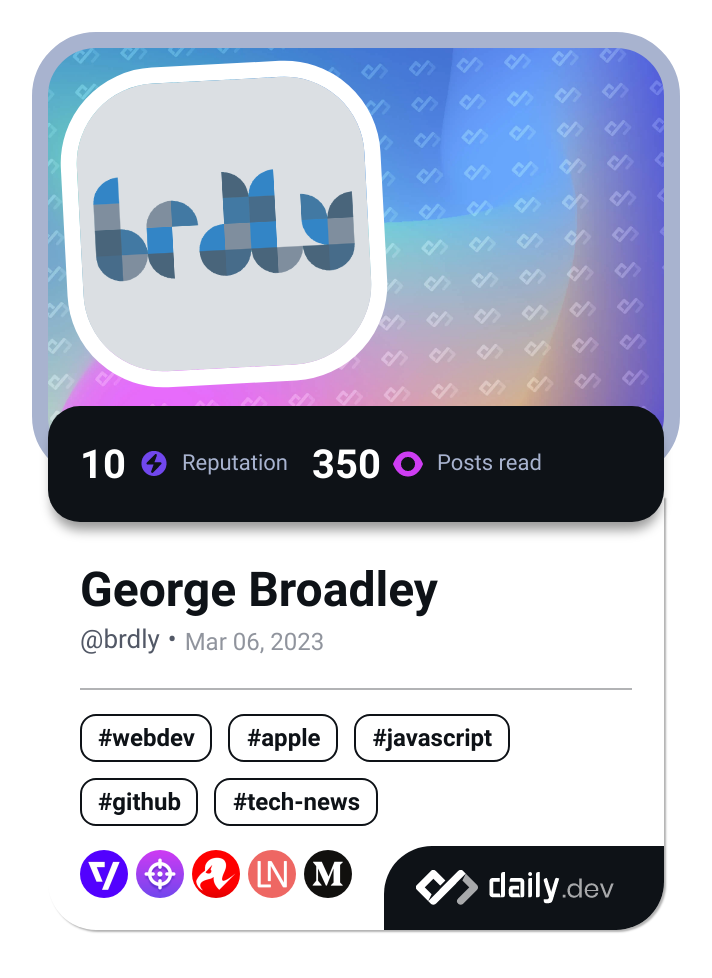 brdly
10 Reputation 350 Posts read
George Broadley
@brdly • Mar 06, 2023
#webdev #apple #javascript
#github #tech-news
LN M daily.dev